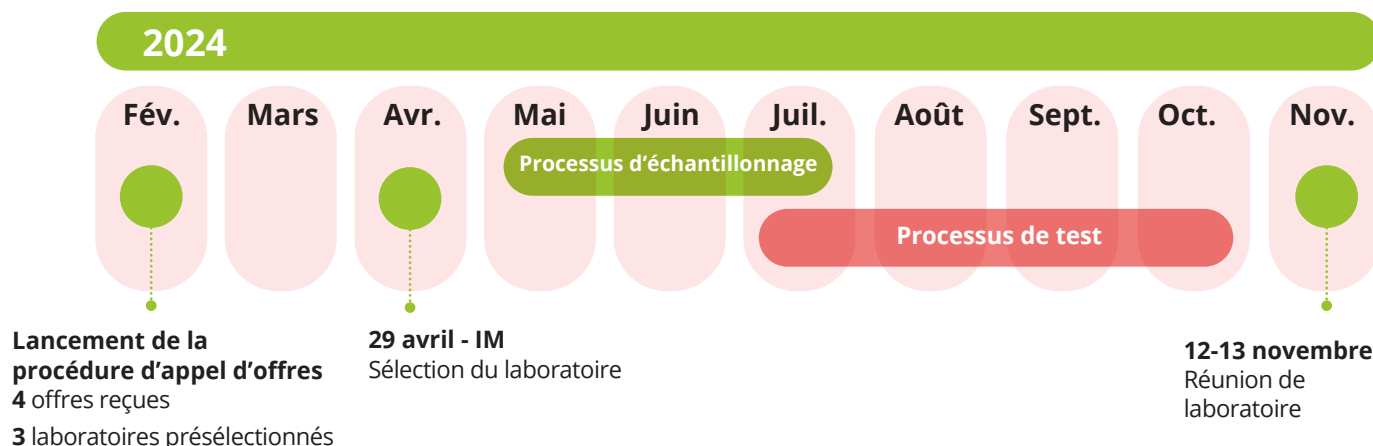 2024
Fév.
Mars
Avr.
Mai
Juin
Juil.
Août
Sept.
Oct.
Nov.
Processus d’échantillonnage
Processus de test
Lancement de la
procédure d’appel d’offres
4 offres reçues
3 laboratoires présélectionnés
29 avril - IM
Sélection du laboratoire
12-13 novembre
Réunion de
laboratoire